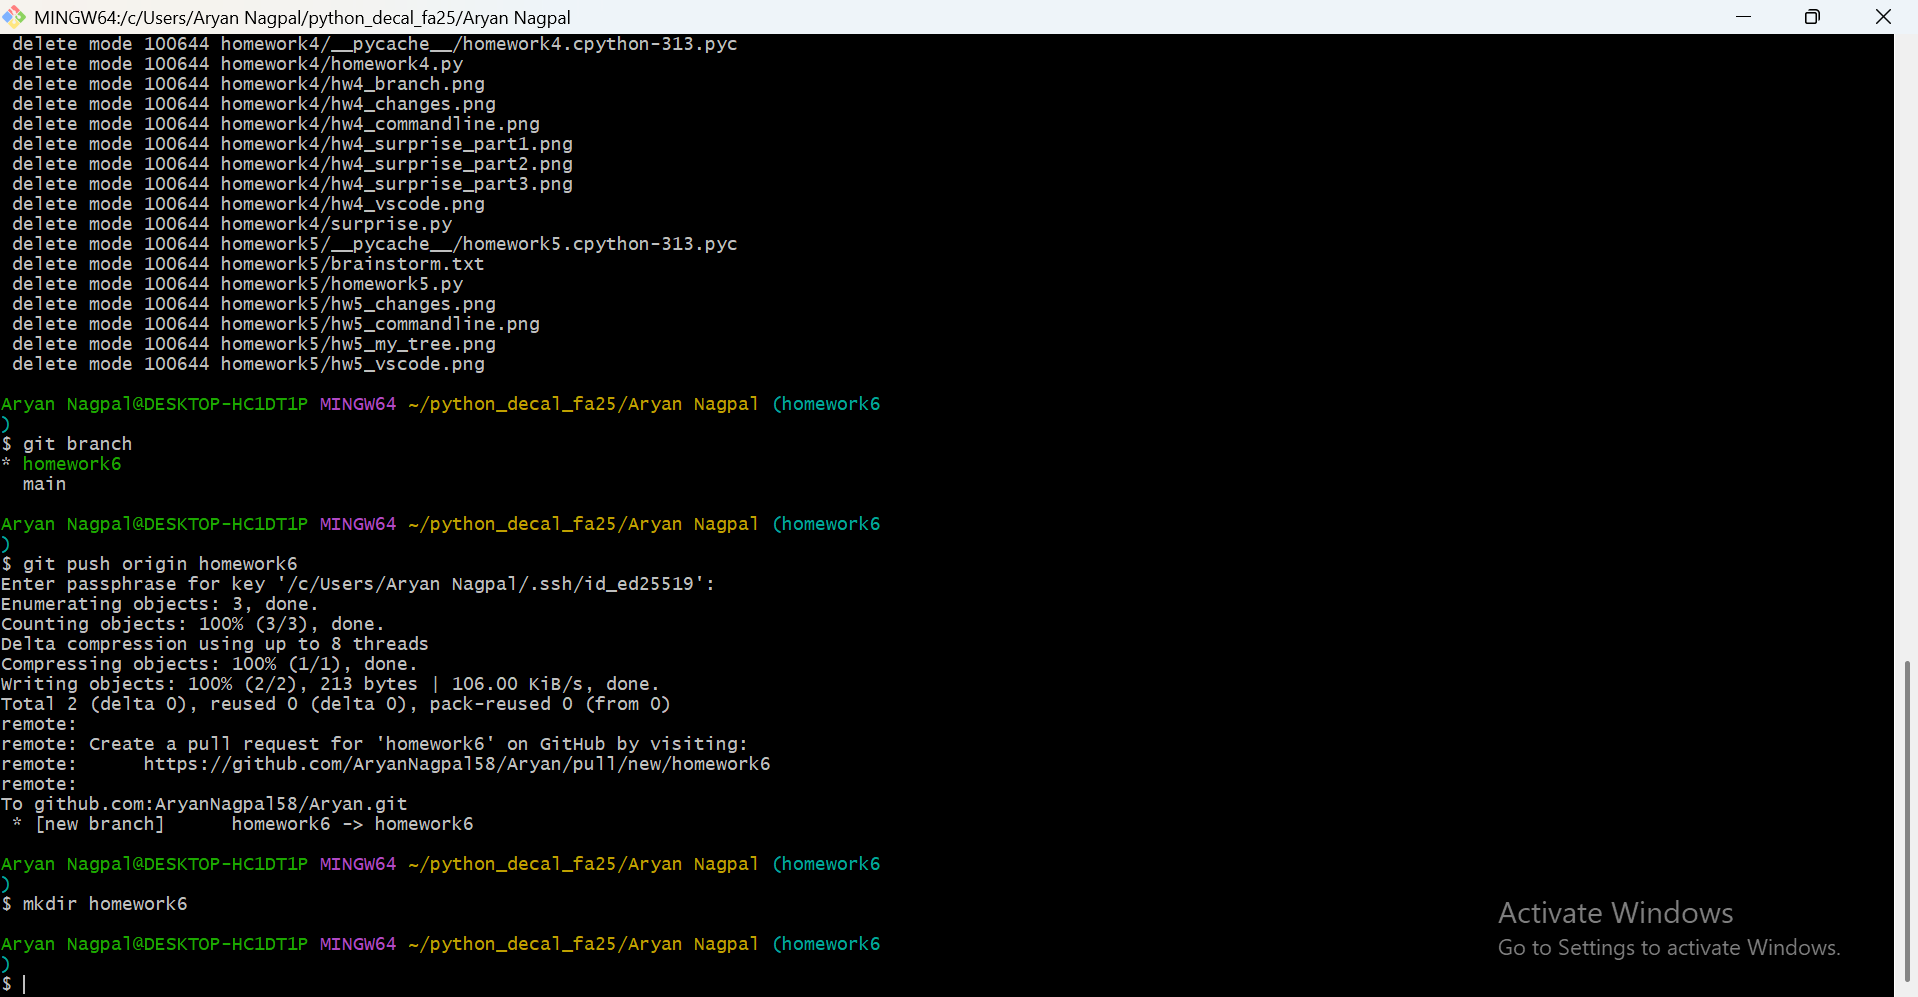 MINGW64:/c/Users/Aryan Nagpal/python_decal_fa25/Aryan Nagpal
delete mode 100644 homework4/__pycache__/homework4.cpython-313.pyc
delete mode 100644 homework4/homework4.py
delete mode 100644 homework4/hw4_branch.png
delete mode 100644 homework4/hw4_changes.png
delete mode 100644 homework4/hw4_commandline.png
delete mode 100644 homework4/hw4_surprise_part1.png
delete mode 100644 homework4/hw4_surprise_part2.png
delete mode 100644 homework4/hw4_surprise_part3.png
delete mode 100644 homework4/hw4_vscode.png
delete mode 100644 homework4/surprise.py
delete mode 100644 homework5/__pycache__/homework5.cpython-313.pyc
delete mode 100644 homework5/brainstorm.txt
delete mode 100644 homework5/homework5.py
delete mode 100644 homework5/hw5_changes.png
delete mode 100644 homework5/hw5_commandline.png
delete mode 100644 homework5/hw5_my_tree.png
delete mode 100644 homework5/hw5_vscode.png
Aryan Nagpal@DESKTOP-HC1DT1P MINGW64 ~/python_decal_fa25/Aryan Nagpal (homework6
)
$ git branch
* homework6
main
Aryan Nagpal@DESKTOP-HC1DT1P MINGW64 ~/python_decal_fa25/Aryan Nagpal (homework6
)
$ git push origin homework6
Enter passphrase for key '/c/Users/Aryan Nagpal/.ssh/id_ed25519':
Enumerating objects: 3, done.
Counting objects: 100% (3/3), done.
Delta compression using up to 8 threads
Compressing objects: 100% (1/1), done.
Writing objects: 100% (2/2), 213 bytes | 106.00 KiB/s, done.
Total 2 (delta 0), reused 0 (delta 0), pack-reused 0 (from 0)
remote:
remote: Create a pull request for 'homework6' on GitHub by visiting:
remote:      https://github.com/AryanNagpal58/Aryan/pull/new/homework6
remote:
To github.com:AryanNagpal58/Aryan.git
* [new branch]      homework6 -> homework6
Aryan Nagpal@DESKTOP-HC1DT1P MINGW64 ~/python_decal_fa25/Aryan Nagpal (homework6
)
$ mkdir homework6
Aryan Nagpal@DESKTOP-HC1DT1P MINGW64 ~/python_decal_fa25/Aryan Nagpal (homework6
)
$
Activate Windows
Go to Settings to activate Windows.